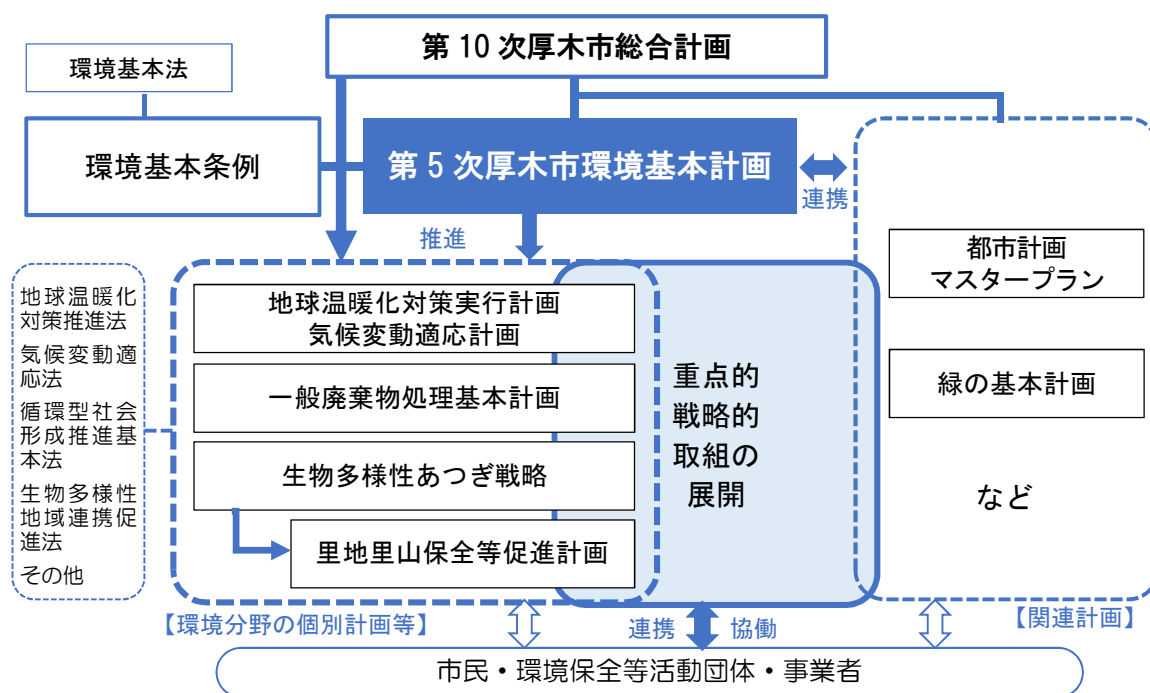 第 10 次厚木市総合計画
環境基本法
環境基本条例
第 5 次厚木市環境基本計画
連携
推進
都市計画
マスタープラン
緑の基本計画
など
地球温暖化
対策推進法
気候変動適
応法
循環型社会
形成推進基
本法
生物多様性
地域連携促
進法
その他
地球温暖化対策実行計画
気候変動適応計画
一般廃棄物処理基本計画
生物多様性あつぎ戦略
里地里山保全等促進計画
重点的
戦略的
取組の
展開
【環境分野の個別計画等】
連携
協働
【関連計画】
市民・環境保全等活動団体・事業者